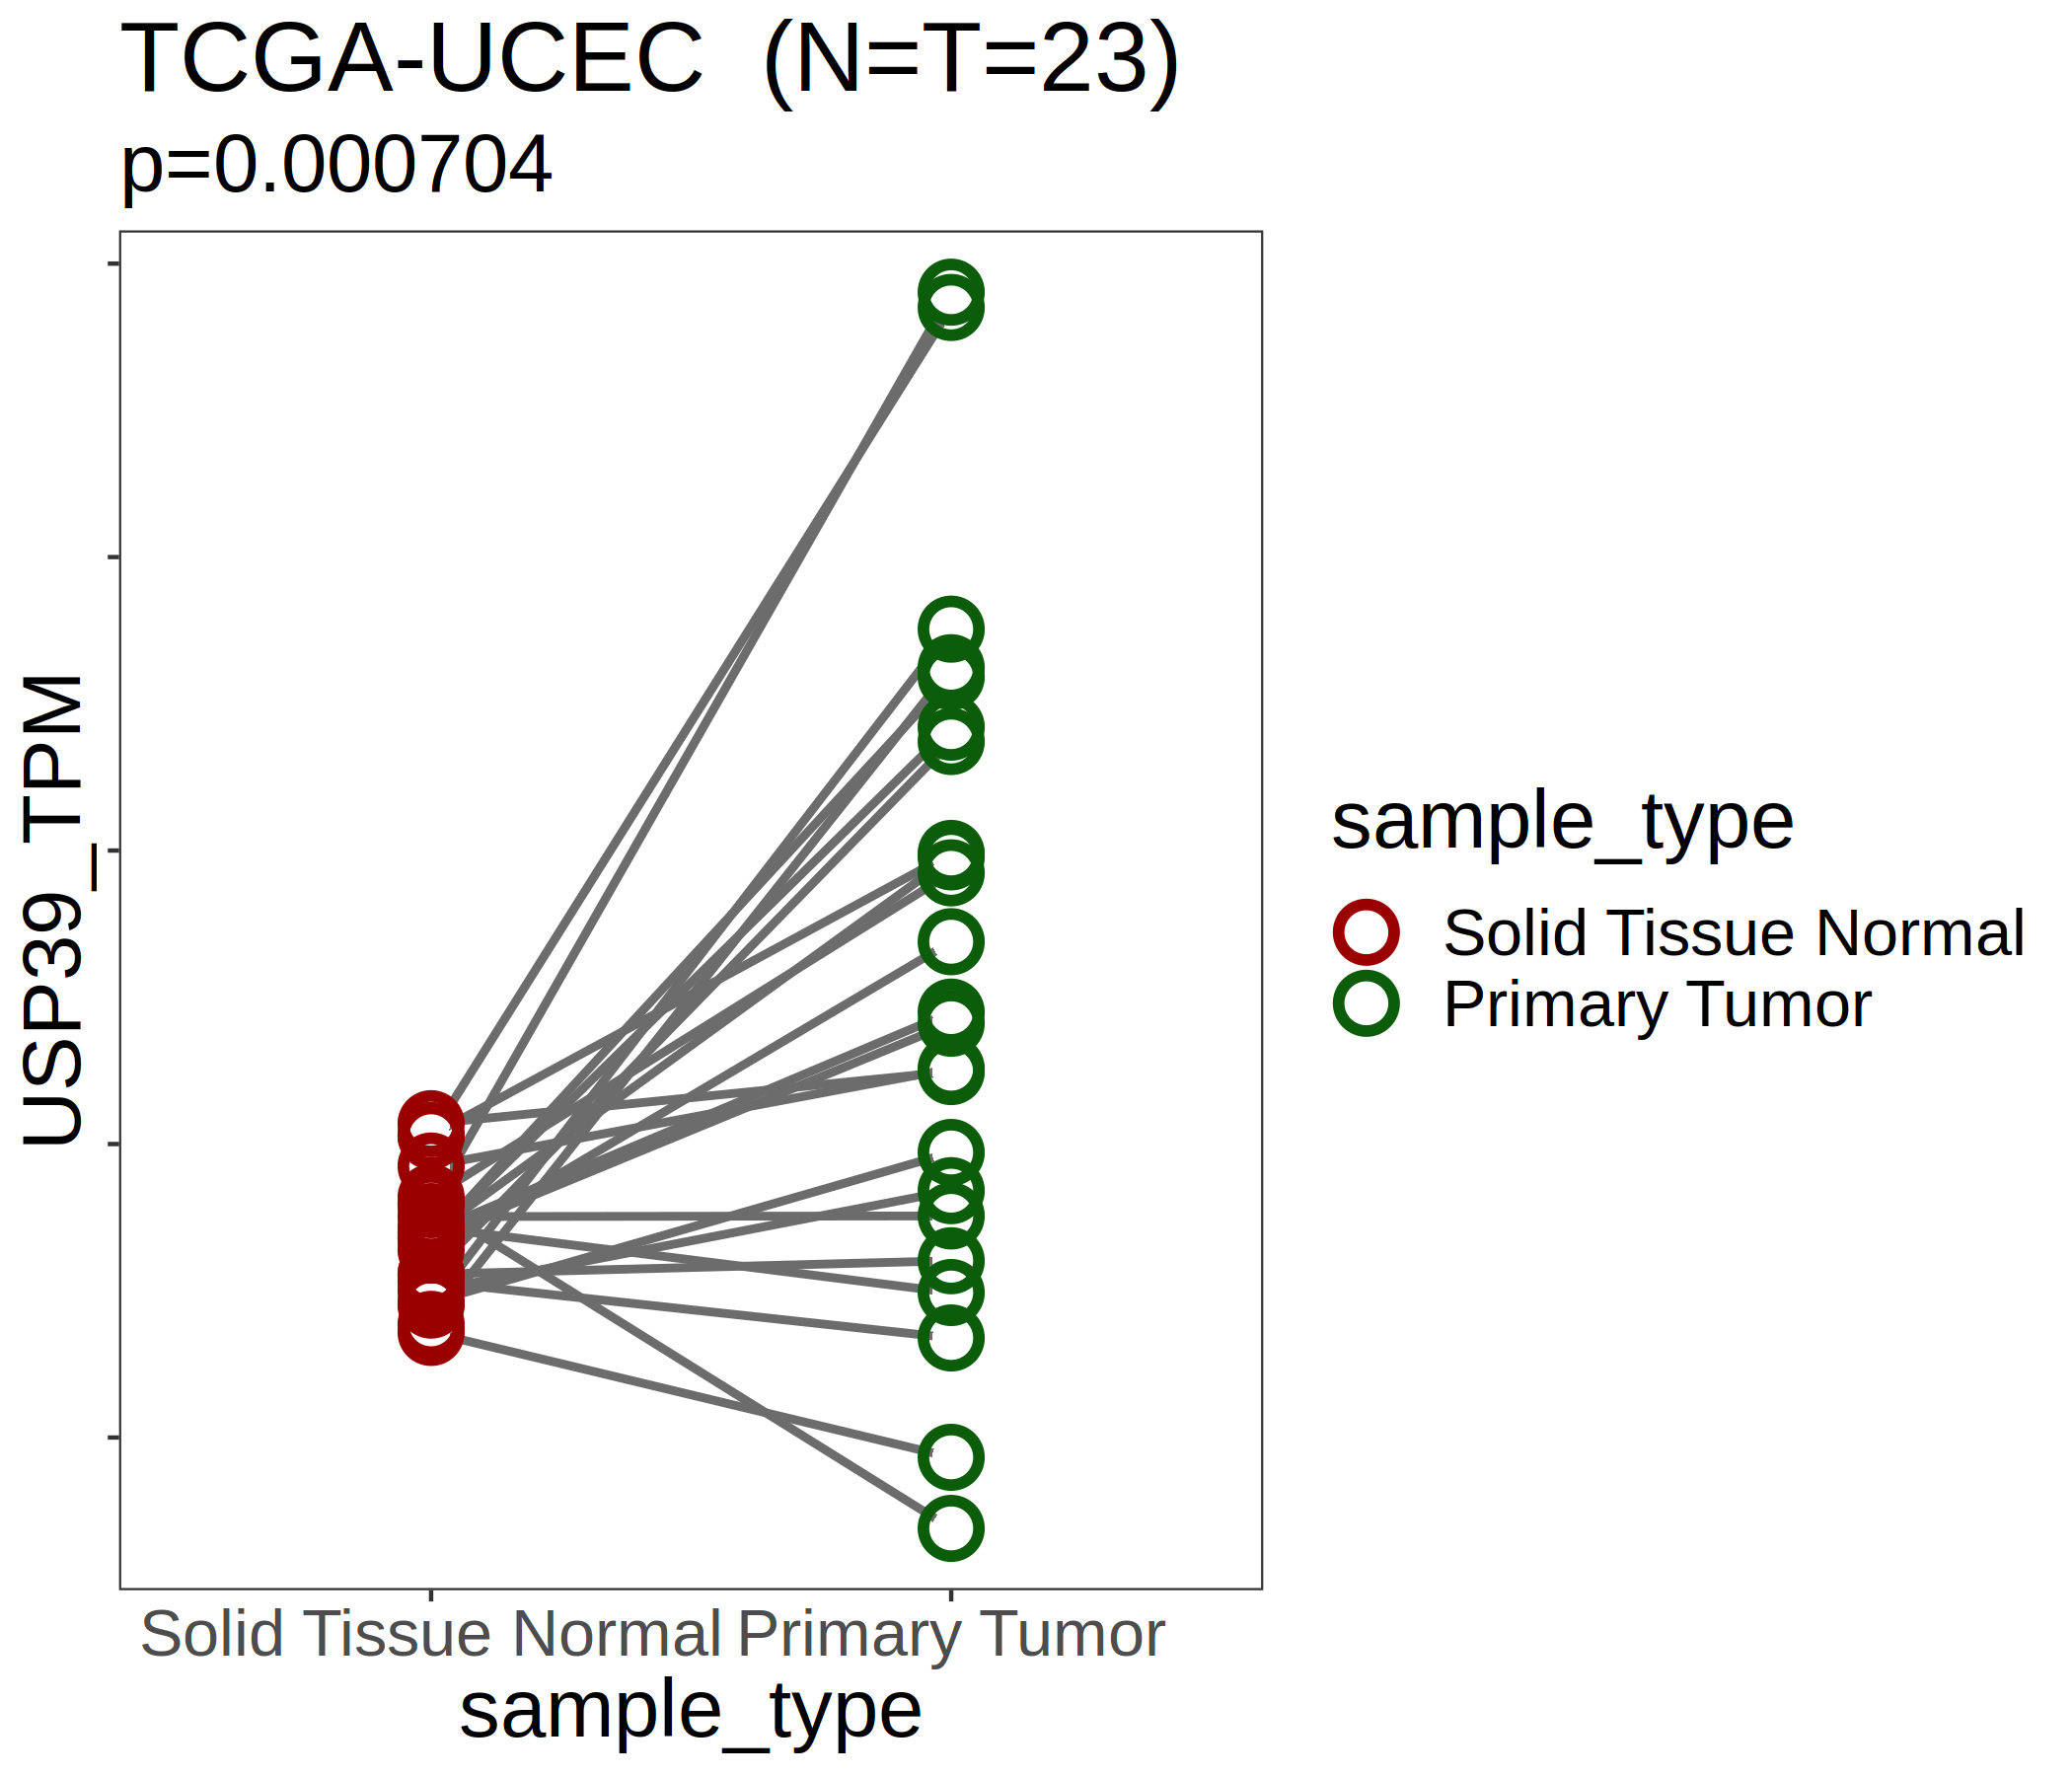 TCGA-UCEC  (N=T=23)
p=0.000704
USP39_TPM
sample_type
Solid Tissue Normal
Primary Tumor
Solid Tissue Normal Primary Tumor
sample_type